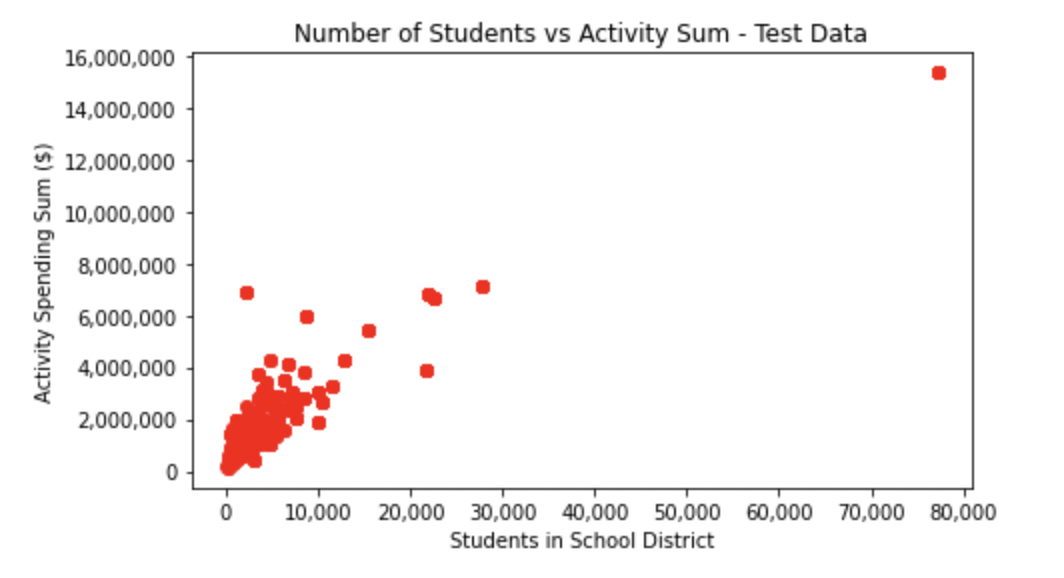 Number of Students vs Activity Sum - Test Data
16,000,000
14,000,000
12,000,000
10,000,000
8,000,000
6,000,000
4,000,000
2,000,000
0
Activity Spending Sum ($)
0 10,000 20,000 30,000 40,000 50,000 60,000 70,000 80,000
Students in School District